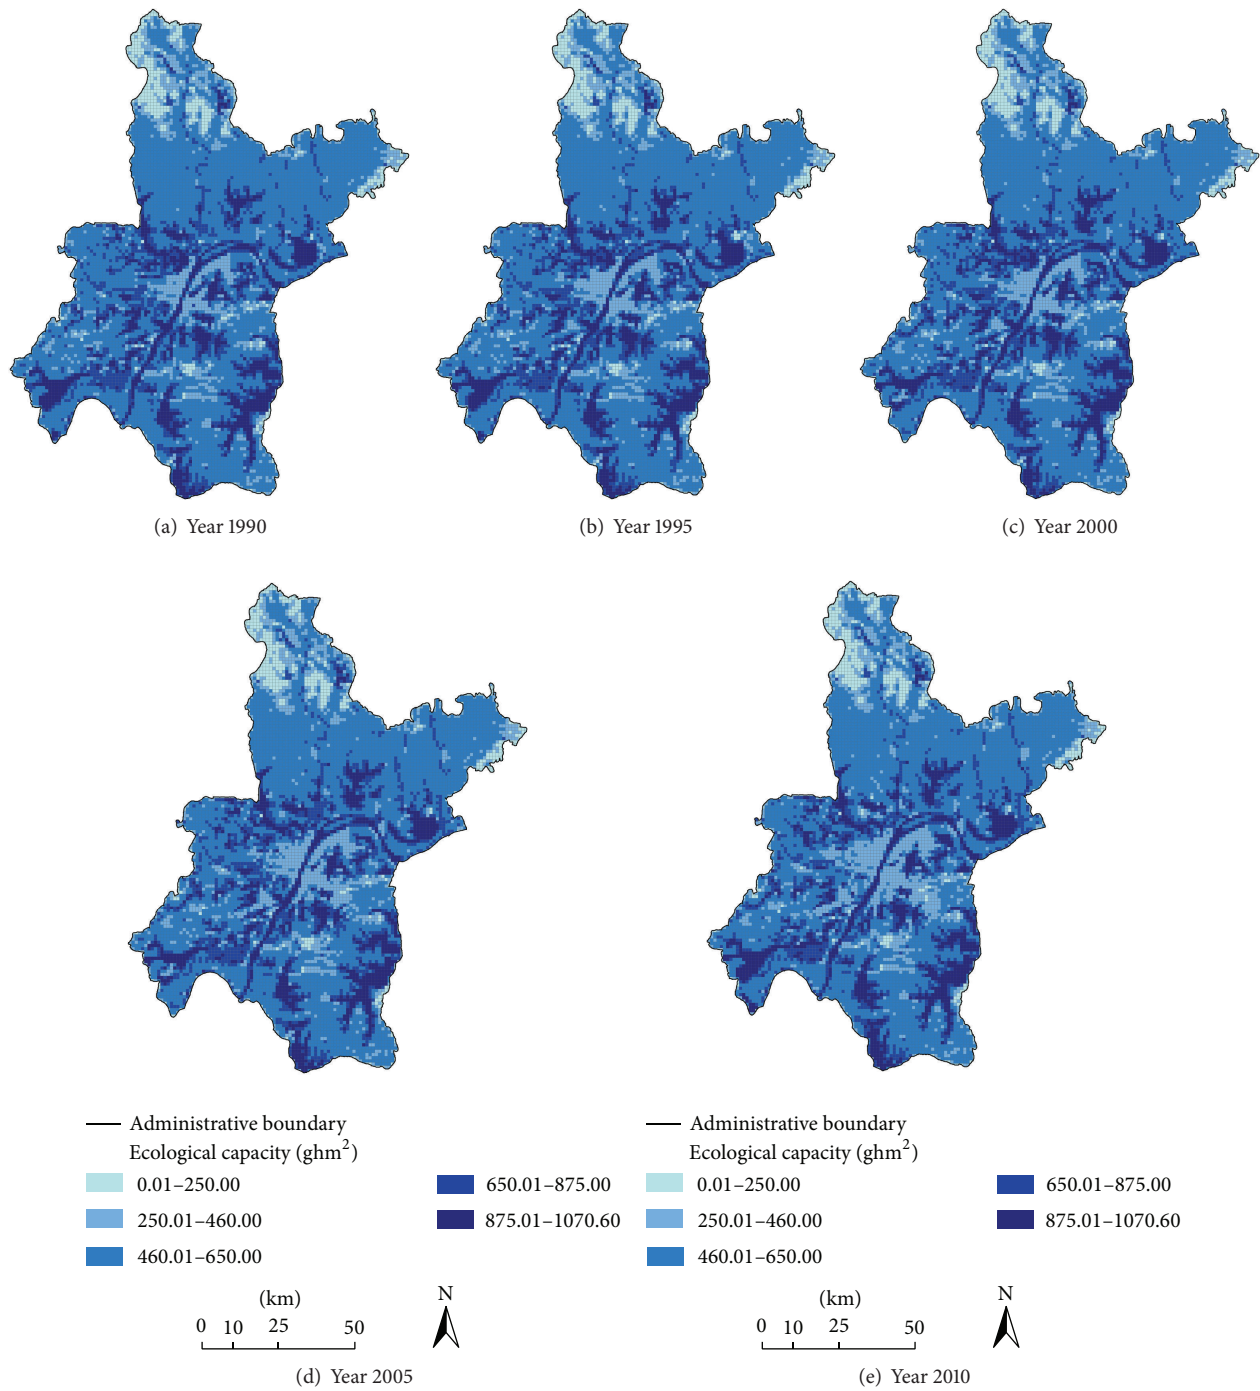 (a) Year 1990
(b) Year 1995
(c) Year 2000
Administrative boundary
Ecological capacity (ghm²)
0.01–250.00
250.01–460.00
460.01–650.00
650.01–875.00
875.01–1070.60
(km)
0 10 25 50
N
(d) Year 2005
Administrative boundary
Ecological capacity (ghm²)
0.01–250.00
250.01–460.00
460.01–650.00
650.01–875.00
875.01–1070.60
(km)
0 10 25 50
N
(e) Year 2010